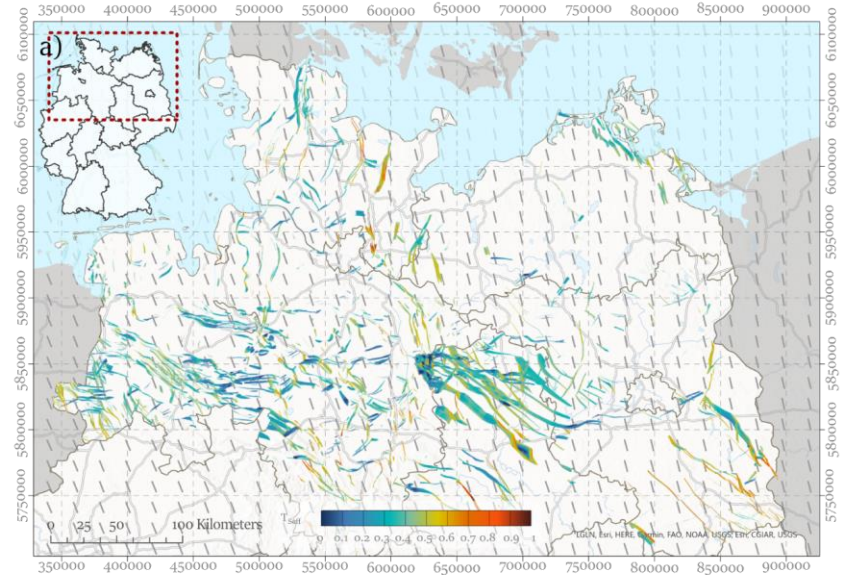 350000 400000 450000 500000 550000 600000 650000 700000 750000 800000 850000 900000
a)
6100000
6050000
6000000
5950000
5900000
5850000
5800000
5750000
6100000
6050000
6000000
5950000
5900000
5850000
5800000
5750000
0 25 50 100 Kilometers
T Seff
0 0.1 0.2 0.3 0.4 0.5 0.6 0.7 0.8 0.9 1
LGLN, Esri, HERE, Garmin, FAO, NOAA, USGS, Esri, CGIAR, USGS
350000 400000 450000 500000 550000 600000 650000 700000 750000 800000 850000 900000